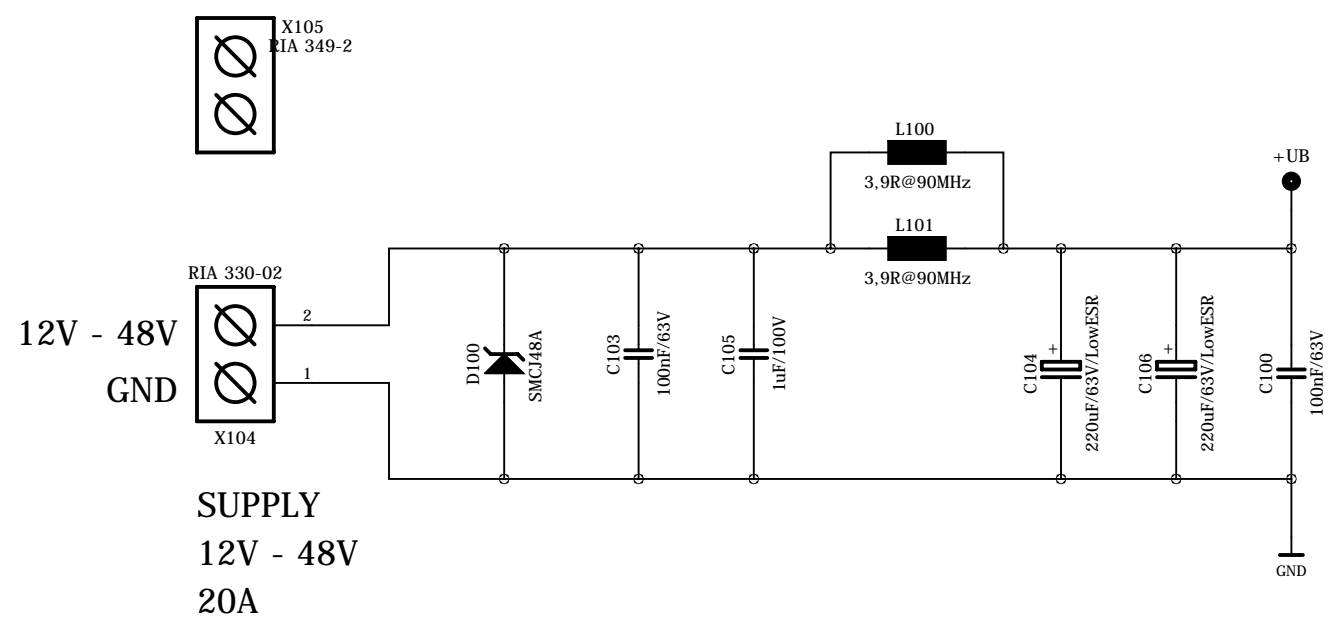 X105
RIA 349-2
L100
3,9R@90MHz
+UB
L101
3,9R@90MHz
RIA 330-02
12V - 48V
2
GND
1
X104
D100
SMCJ48A
C103
100nF/63V
C105
1uF/100V
C104
+
220uF/63V/LowESR
C106
+
220uF/63V/LowESR
C100
100nF/63V
SUPPLY
12V - 48V
20A
GND